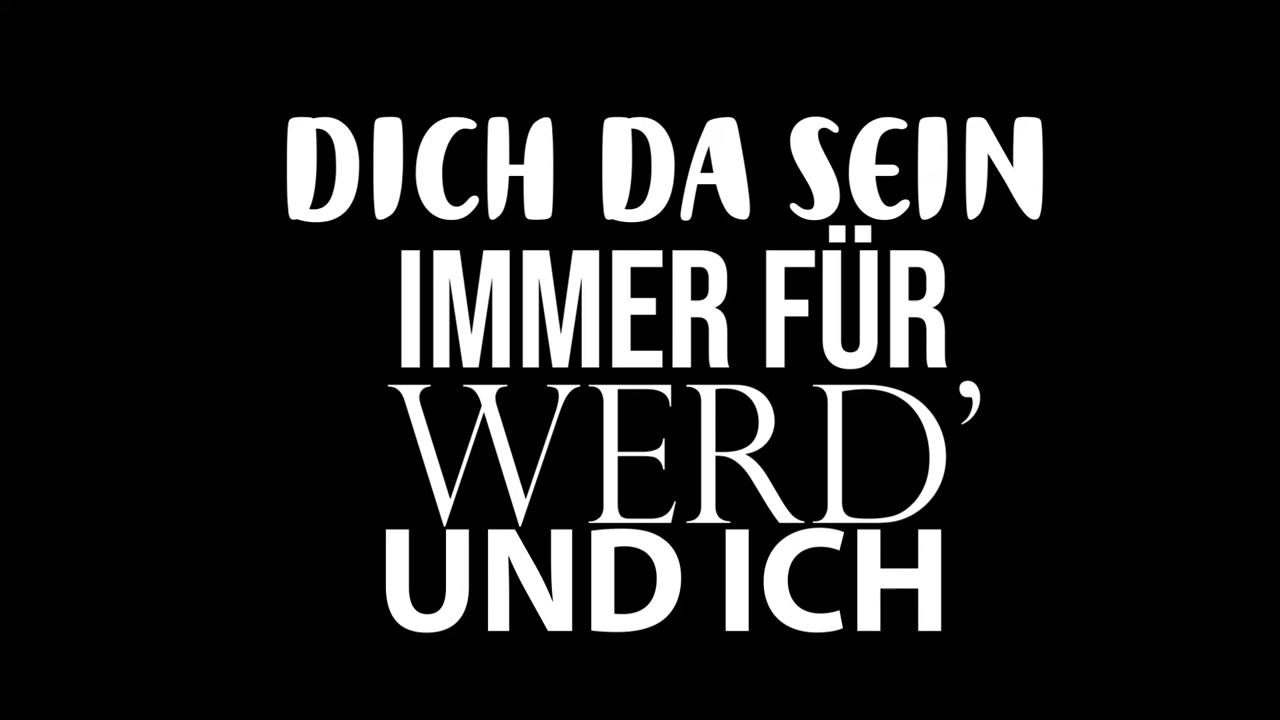 DICH DA SEIN
IMMER FÜR
WERD’
UND ICH